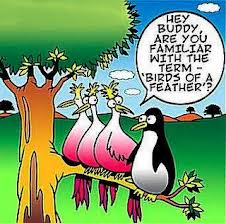 HEY
BUDDY,
ARE YOU
FAMILIAR
WITH THE
TERM -
'BIRDS OF A
FEATHER'?